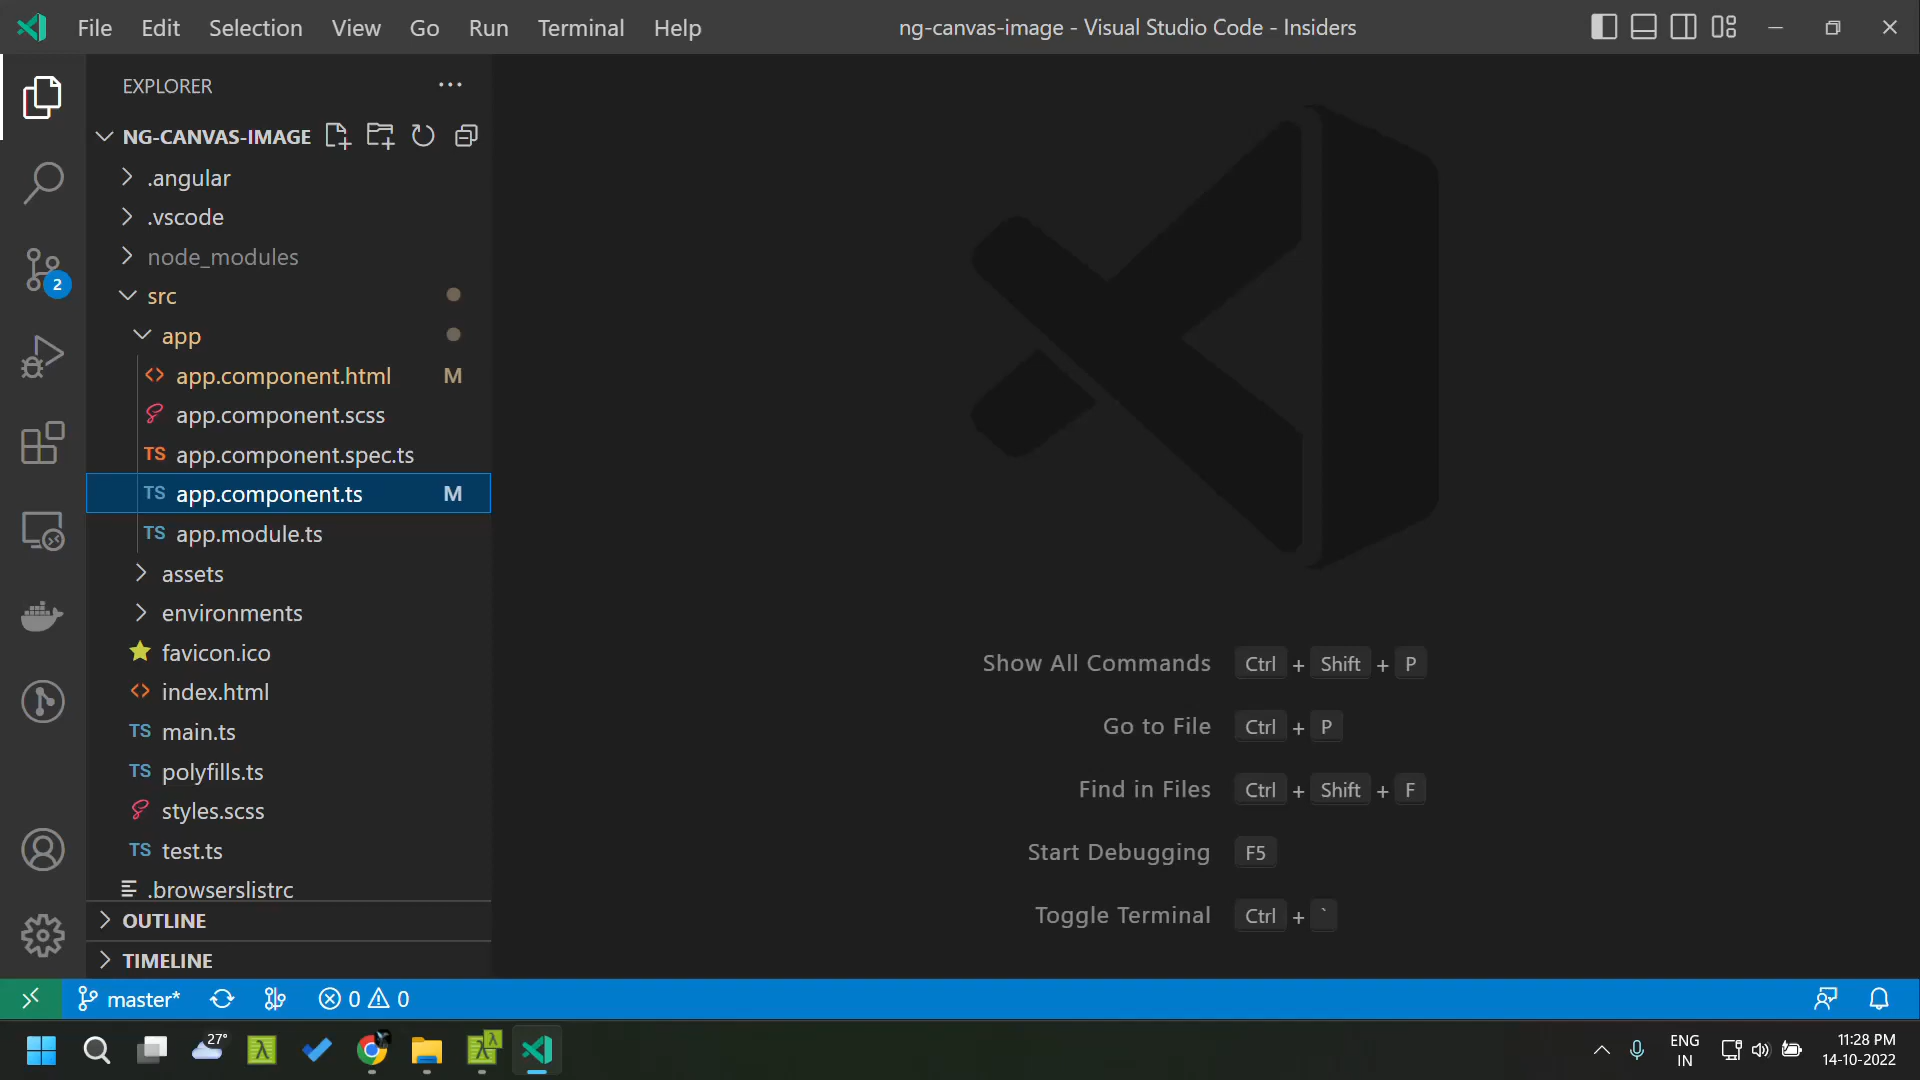 File Edit Selection View Go Run Terminal Help
ng-canvas-image - Visual Studio Code - Insiders
EXPLORER
NG-CANVAS-IMAGE
.angular
.vscode
node_modules
src
app
<> app.component.html M
app.component.scss
TS app.component.spec.ts
TS app.component.ts M
TS app.module.ts
assets
environments
favicon.ico
<> index.html
TS main.ts
TS polyfills.ts
styles.scss
TS test.ts
.browserslistrc
OUTLINE
TIMELINE
2
Show All Commands Ctrl + Shift + P
Go to File Ctrl + P
Find in Files Ctrl + Shift + F
Start Debugging F5
Toggle Terminal Ctrl + `
master* 0 0
27°
λ
λ
λ
ENG
IN
11:28 PM
14-10-2022